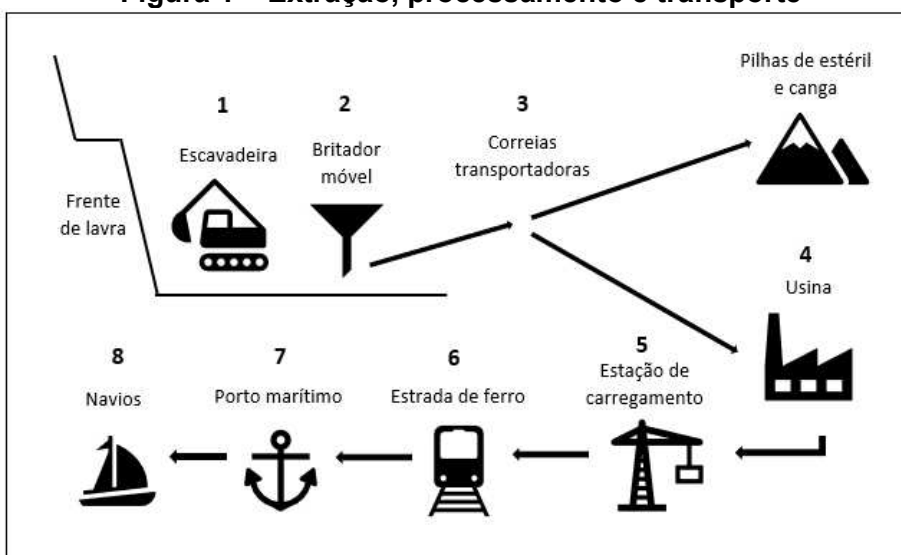 Figura 1 – Extração, processamento e transporte
Pilhas de estéril
e canga
1
Escavadeira
2
Britador
móvel
3
Correias
transportadoras
Frente
de lavra
4
Usina
8
Navios
7
Porto marítimo
6
Estrada de ferro
5
Estação de
carregamento